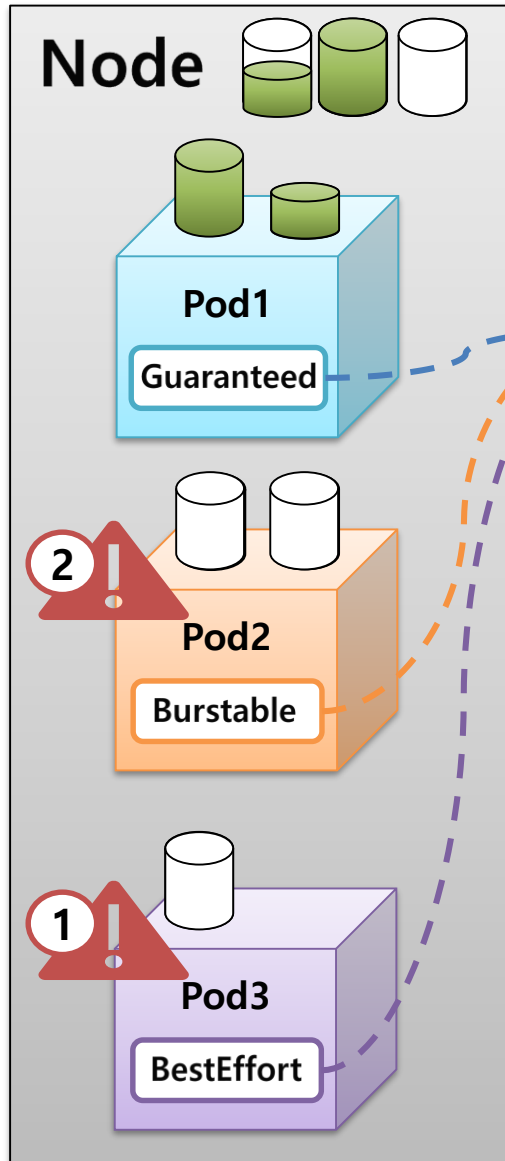 Node
Pod1
Guaranteed
2
Pod2
Burstable
1
Pod3
BestEffort